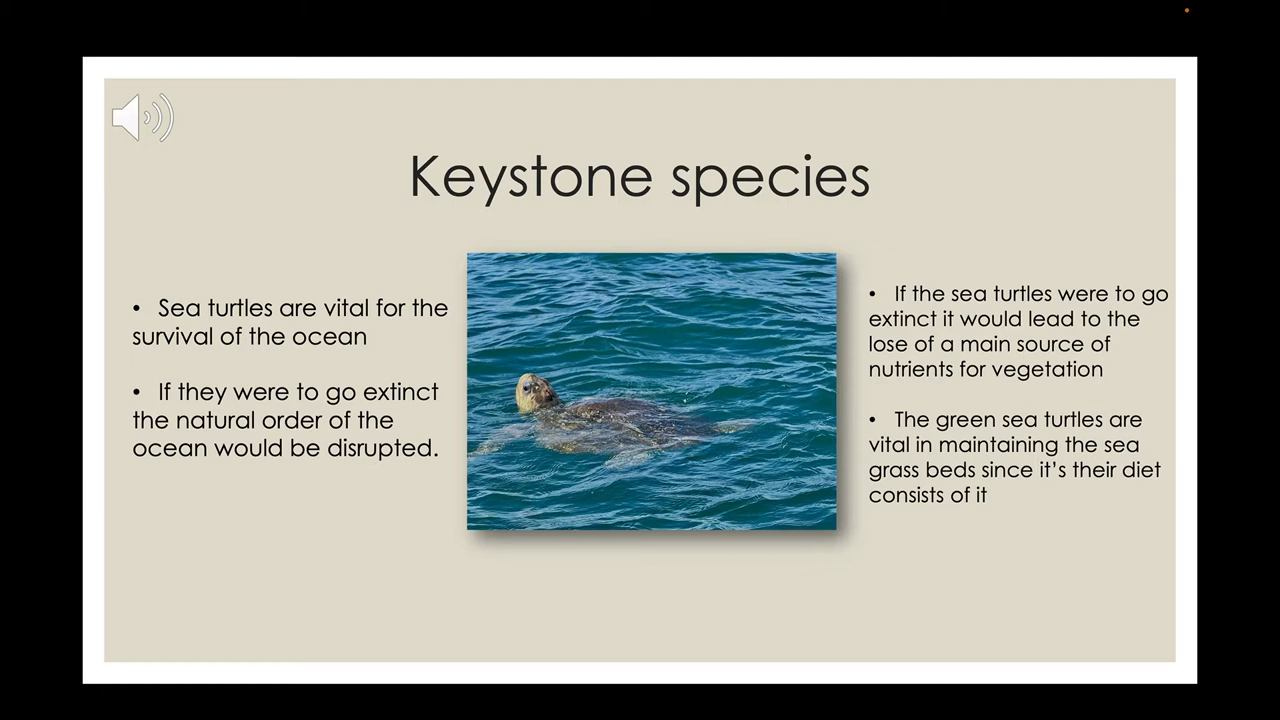 Keystone species
• Sea turtles are vital for the
survival of the ocean
• If they were to go extinct
the natural order of the
ocean would be disrupted.
• If the sea turtles were to go
extinct it would lead to the
lose of a main source of
nutrients for vegetation
• The green sea turtles are
vital in maintaining the sea
grass beds since it's their diet
consists of it